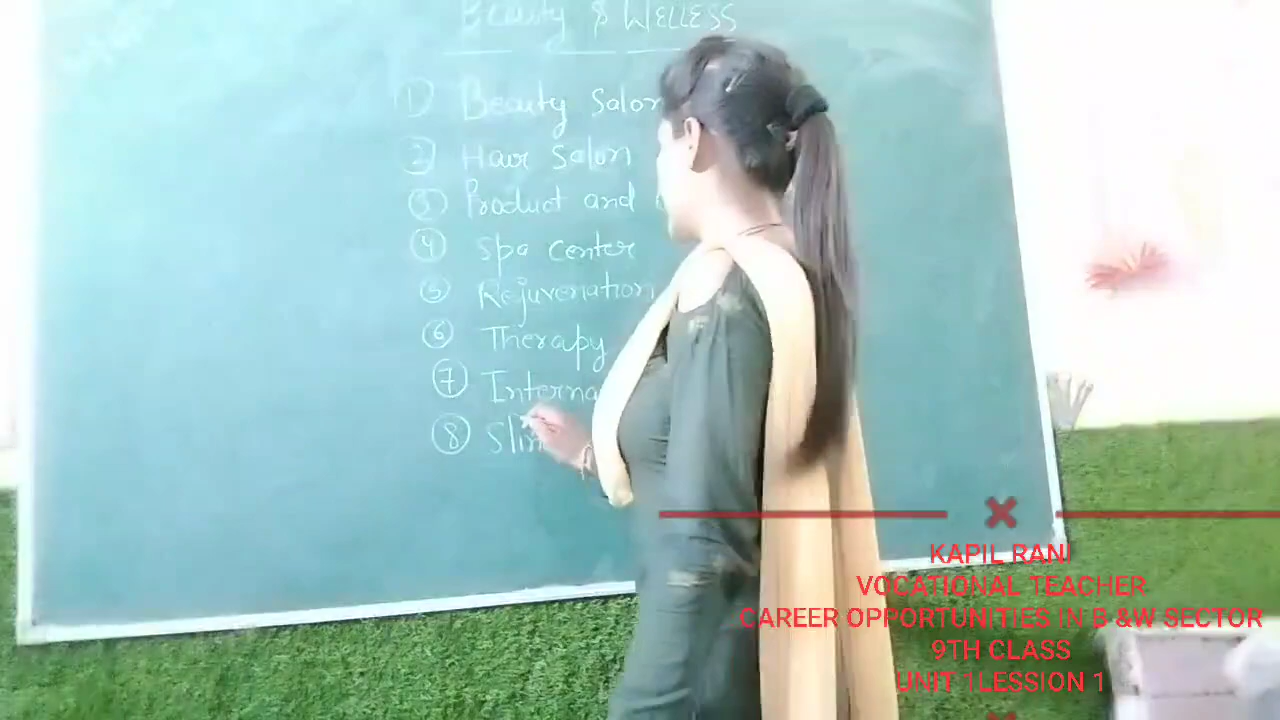 Beauty & WELLESS
① Beauty Salon
② Hair Salon
③ Product and
④ Spa center
⑤ Rejuvenation
⑥ Therapy
⑦ Interna
⑧ Slim
KAPIL RANI
VOCATIONAL TEACHER
CAREER OPPORTUNITIES IN B &W SECTOR
9TH CLASS
UNIT 1LESSION 1